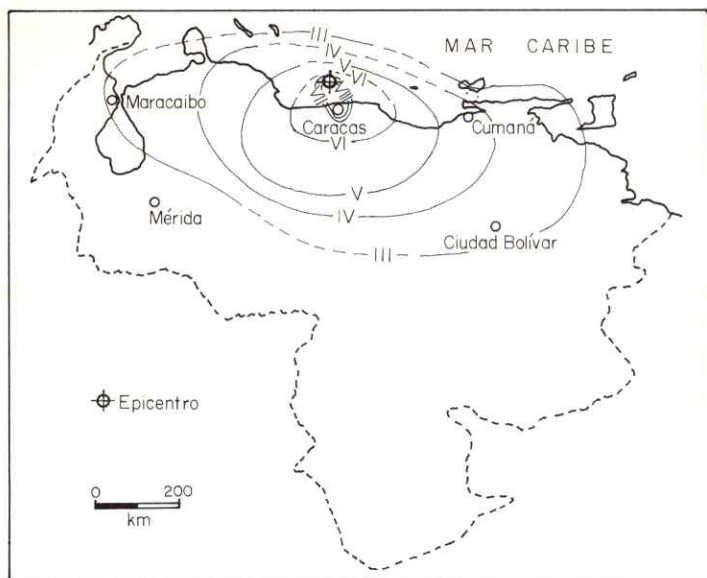 III
IV
V
VI
MAR CARIBE
Maracaibo
Caracas
Cumaná
VI
V
Mérida
IV
Ciudad Bolívar
III
Epicentro
0 200
km